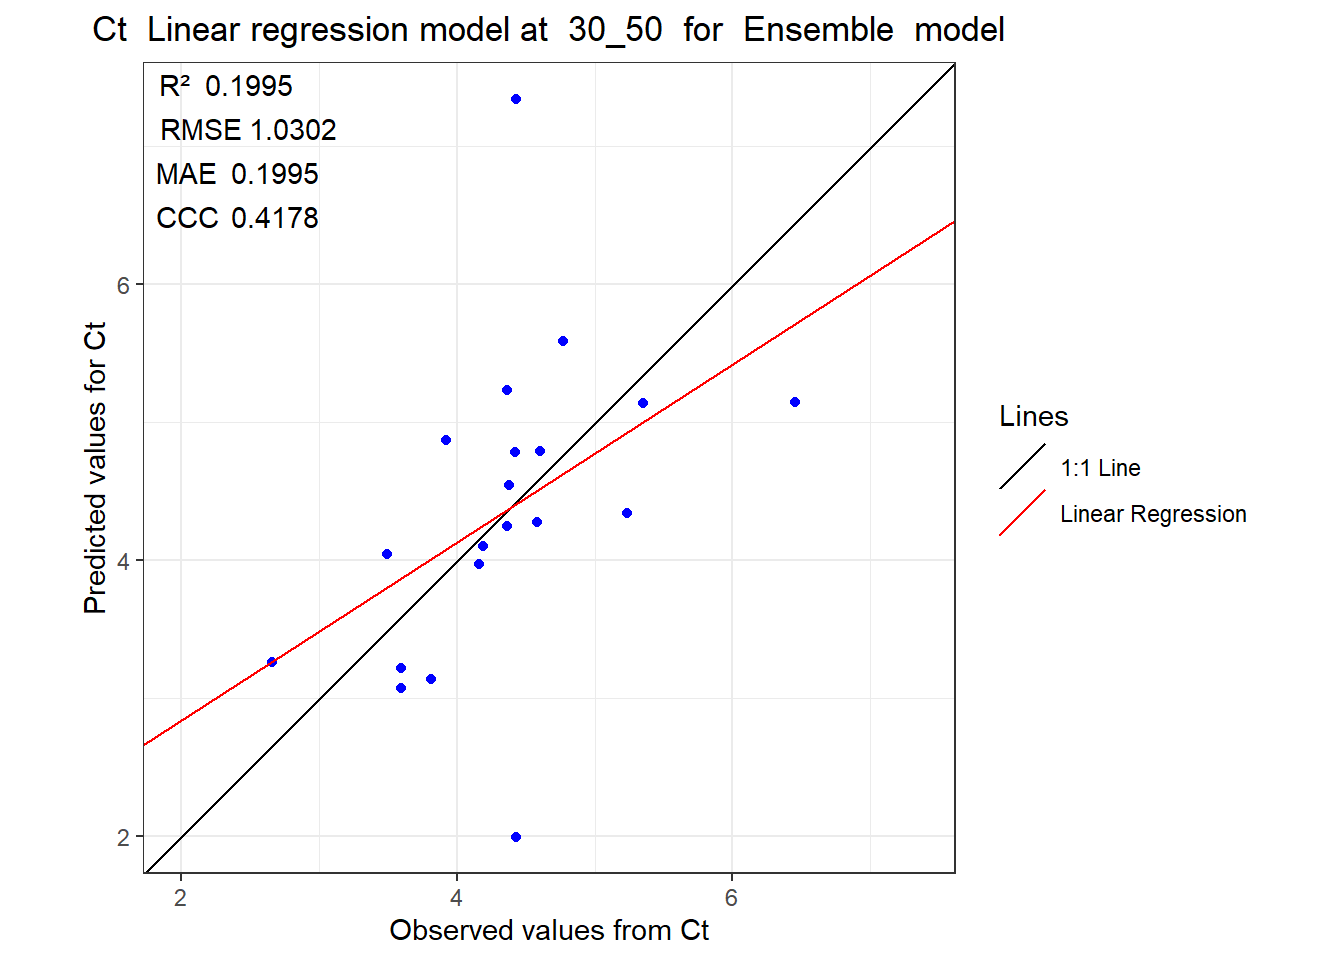 Ct  Linear regression model at  30_50  for  Ensemble  model
R²  0.1995
RMSE 1.0302
MAE  0.1995
CCC  0.4178
6
4
2
2 4 6
Predicted values for Ct
Observed values from Ct
Lines
1:1 Line
Linear Regression